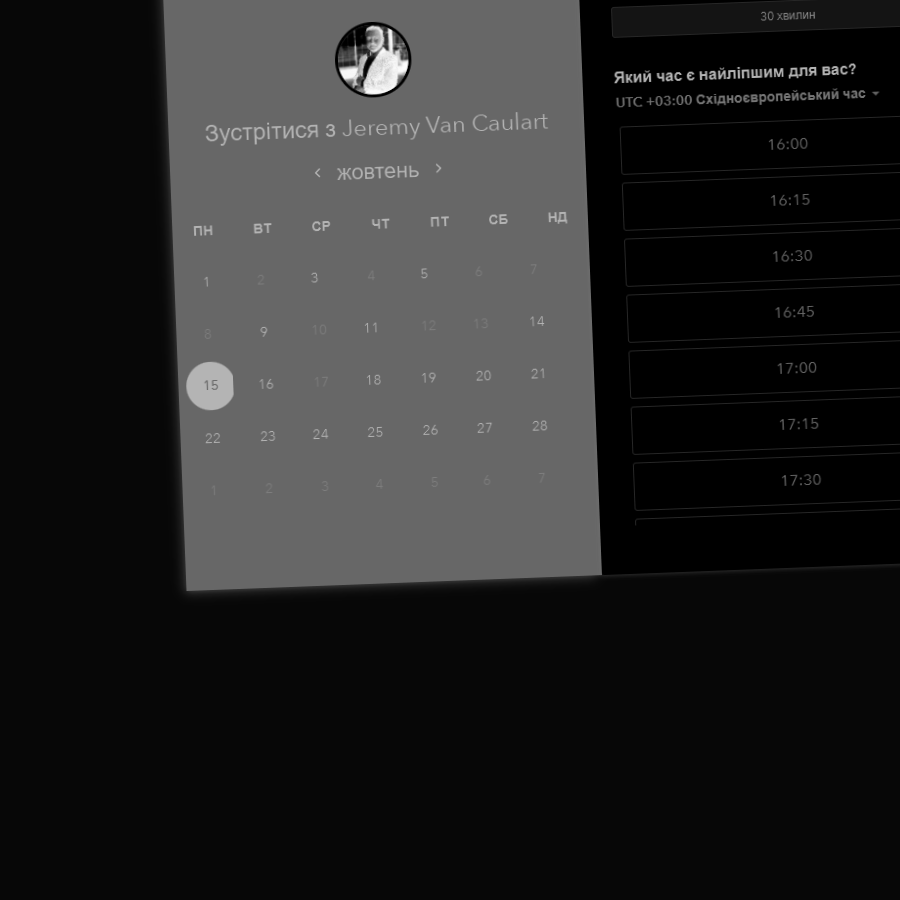 Зустрітися з Jeremy Van Caulart
жовтень
ПН ВТ СР ЧТ ПТ СБ НД
1 2 3 4 5 6 7
8 9 10 11 12 13 14
15 16 17 18 19 20 21
22 23 24 25 26 27 28
1 2 3 4 5 6 7
30 хвилин
Який час є найліпшим для вас?
UTC +03:00 Східноєвропейський час
16:00
16:15
16:30
16:45
17:00
17:15
17:30